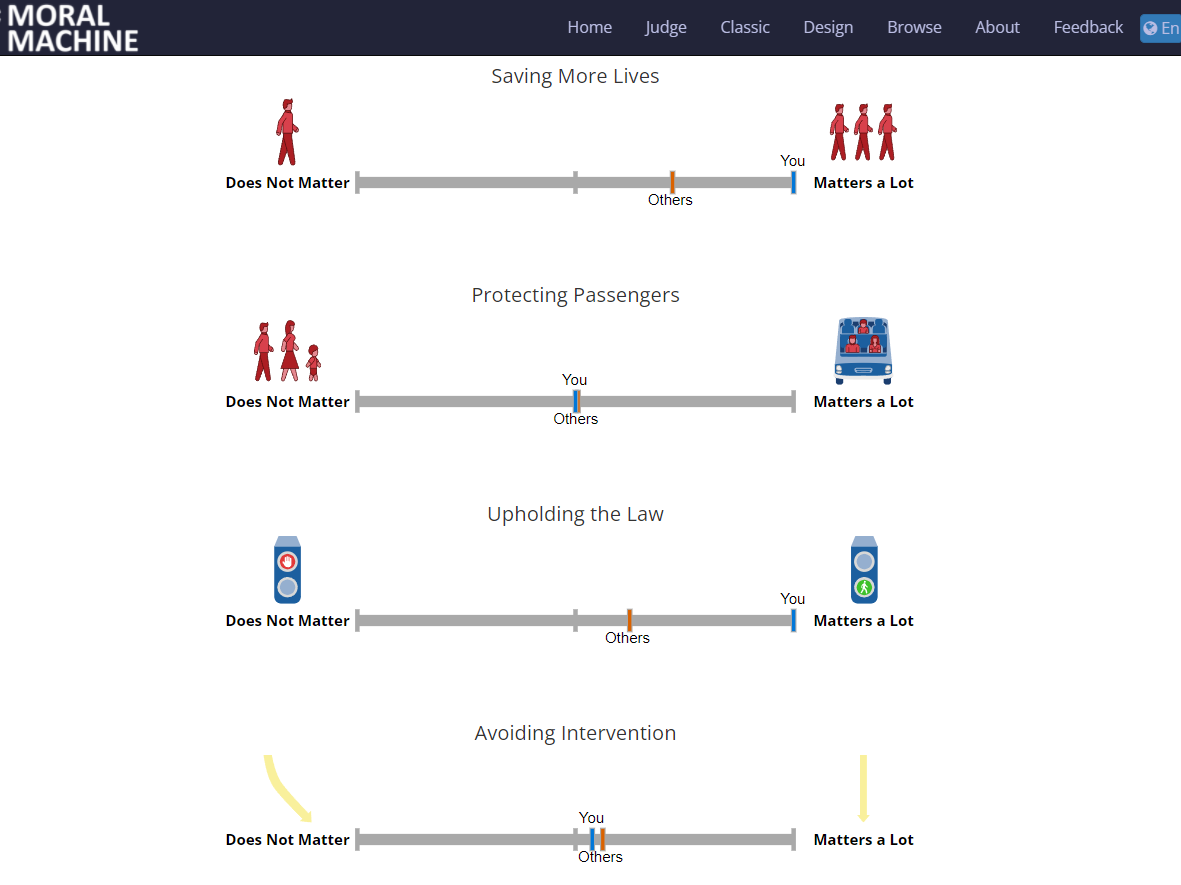 MORAL
MACHINE
Home Judge Classic Design Browse About Feedback En
Saving More Lives
You
Does Not Matter Matters a Lot
Others
Protecting Passengers
You
Does Not Matter Matters a Lot
Others
Upholding the Law
You
Does Not Matter Matters a Lot
Others
Avoiding Intervention
You
Does Not Matter Matters a Lot
Others